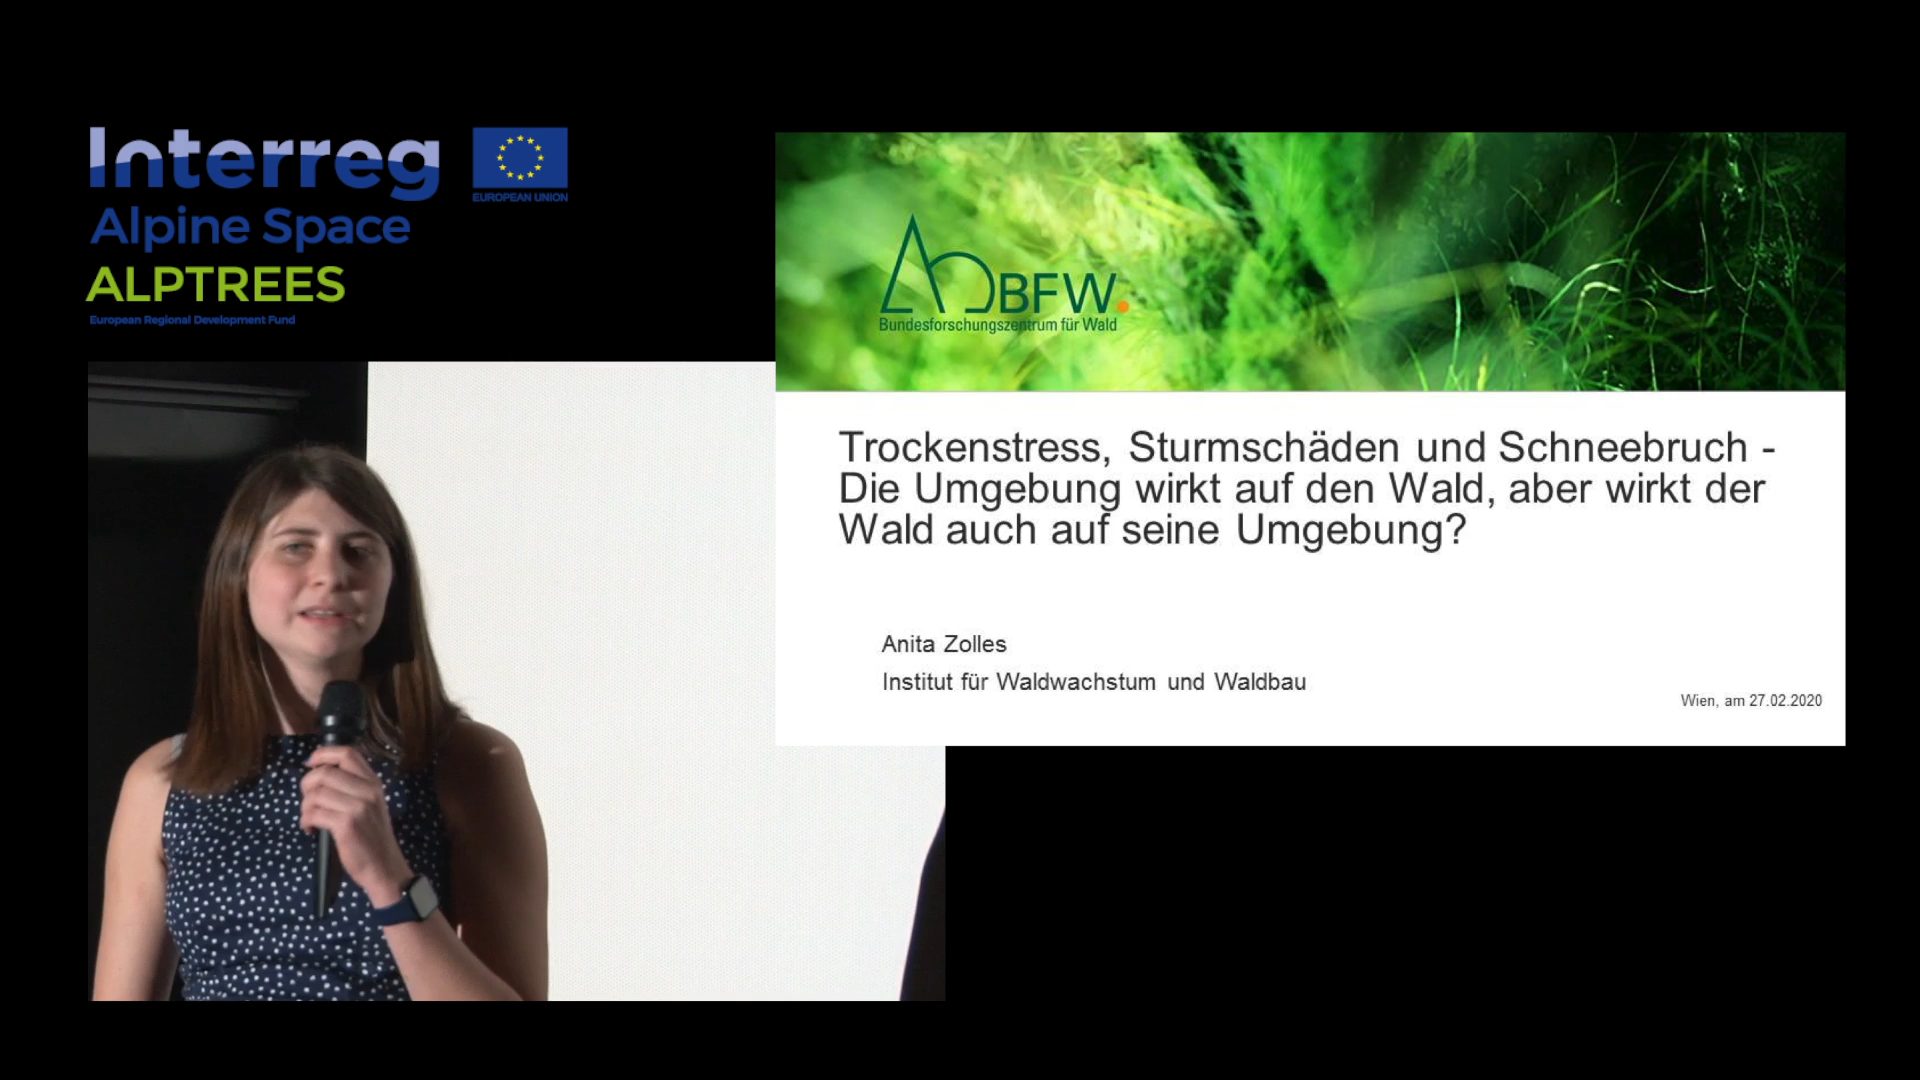 Interreg
EUROPEAN UNION
Alpine Space
ALPTREES
European Regional Development Fund
BFW.
Bundesforschungszentrum für Wald
Trockenstress, Sturmschäden und Schneebruch -
Die Umgebung wirkt auf den Wald, aber wirkt der
Wald auch auf seine Umgebung?
Anita Zolles
Institut für Waldwachstum und Waldbau
Wien, am 27.02.2020